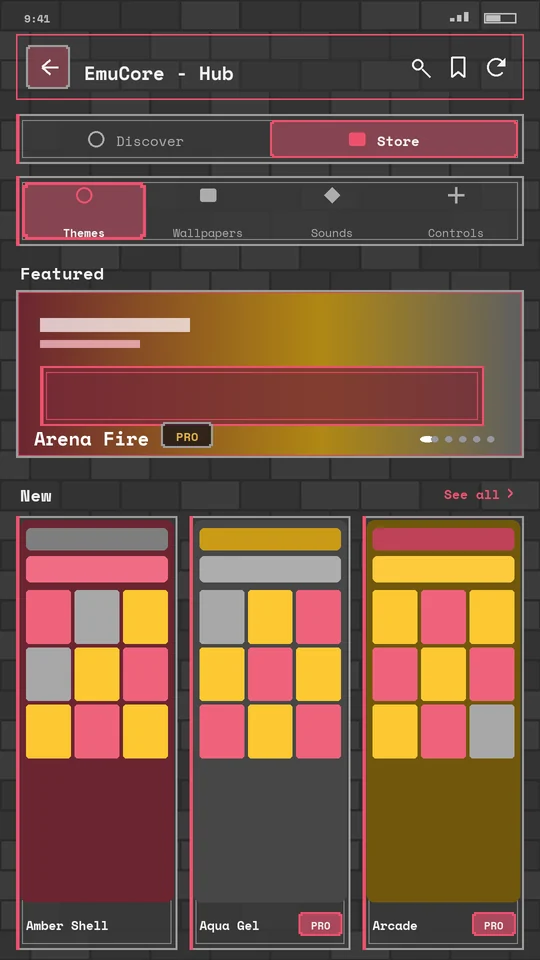 9:41
EmuCore - Hub
Discover
Store
Themes
Wallpapers
Sounds
Controls
Featured
Arena Fire
PRO
New
See all
Amber Shell
Aqua Gel
PRO
Arcade
PRO